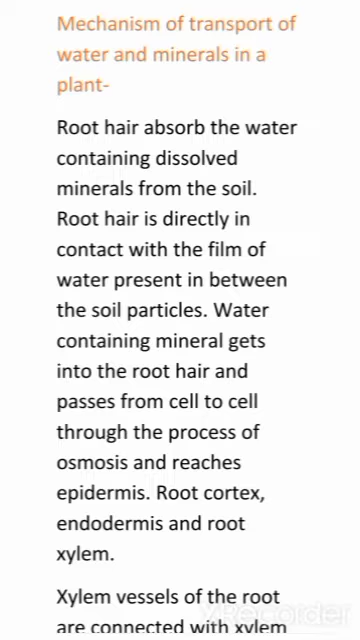 Mechanism of transport of
water and minerals in a
plant-
Root hair absorb the water
containing dissolved
minerals from the soil.
Root hair is directly in
contact with the film of
water present in between
the soil particles. Water
containing mineral gets
into the root hair and
passes from cell to cell
through the process of
osmosis and reaches
epidermis. Root cortex,
endodermis and root
xylem.
Xylem vessels of the root
are connected with xylem
XRecorder